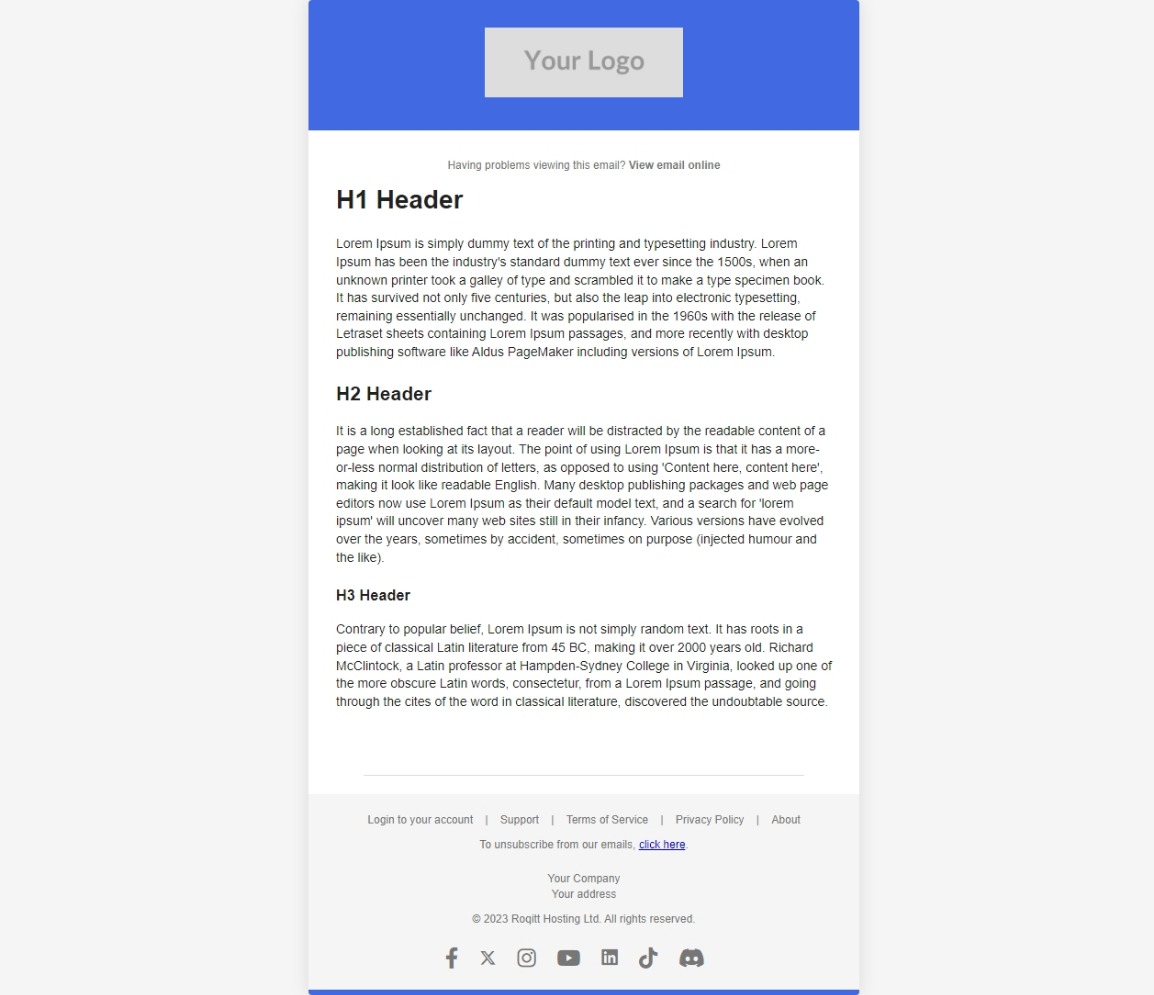 Your Logo
Having problems viewing this email? View email online
H1 Header
Lorem Ipsum is simply dummy text of the printing and typesetting industry. Lorem
Ipsum has been the industry's standard dummy text ever since the 1500s, when an
unknown printer took a galley of type and scrambled it to make a type specimen book.
It has survived not only five centuries, but also the leap into electronic typesetting,
remaining essentially unchanged. It was popularised in the 1960s with the release of
Letraset sheets containing Lorem Ipsum passages, and more recently with desktop
publishing software like Aldus PageMaker including versions of Lorem Ipsum.
H2 Header
It is a long established fact that a reader will be distracted by the readable content of a
page when looking at its layout. The point of using Lorem Ipsum is that it has a more-
or-less normal distribution of letters, as opposed to using 'Content here, content here',
making it look like readable English. Many desktop publishing packages and web page
editors now use Lorem Ipsum as their default model text, and a search for 'lorem
ipsum' will uncover many web sites still in their infancy. Various versions have evolved
over the years, sometimes by accident, sometimes on purpose (injected humour and
the like).
H3 Header
Contrary to popular belief, Lorem Ipsum is not simply random text. It has roots in a
piece of classical Latin literature from 45 BC, making it over 2000 years old. Richard
McClintock, a Latin professor at Hampden-Sydney College in Virginia, looked up one of
the more obscure Latin words, consectetur, from a Lorem Ipsum passage, and going
through the cites of the word in classical literature, discovered the undoubtable source.
Login to your account | Support | Terms of Service | Privacy Policy | About
To unsubscribe from our emails, click here.
Your Company
Your address
© 2023 Roqitt Hosting Ltd. All rights reserved.